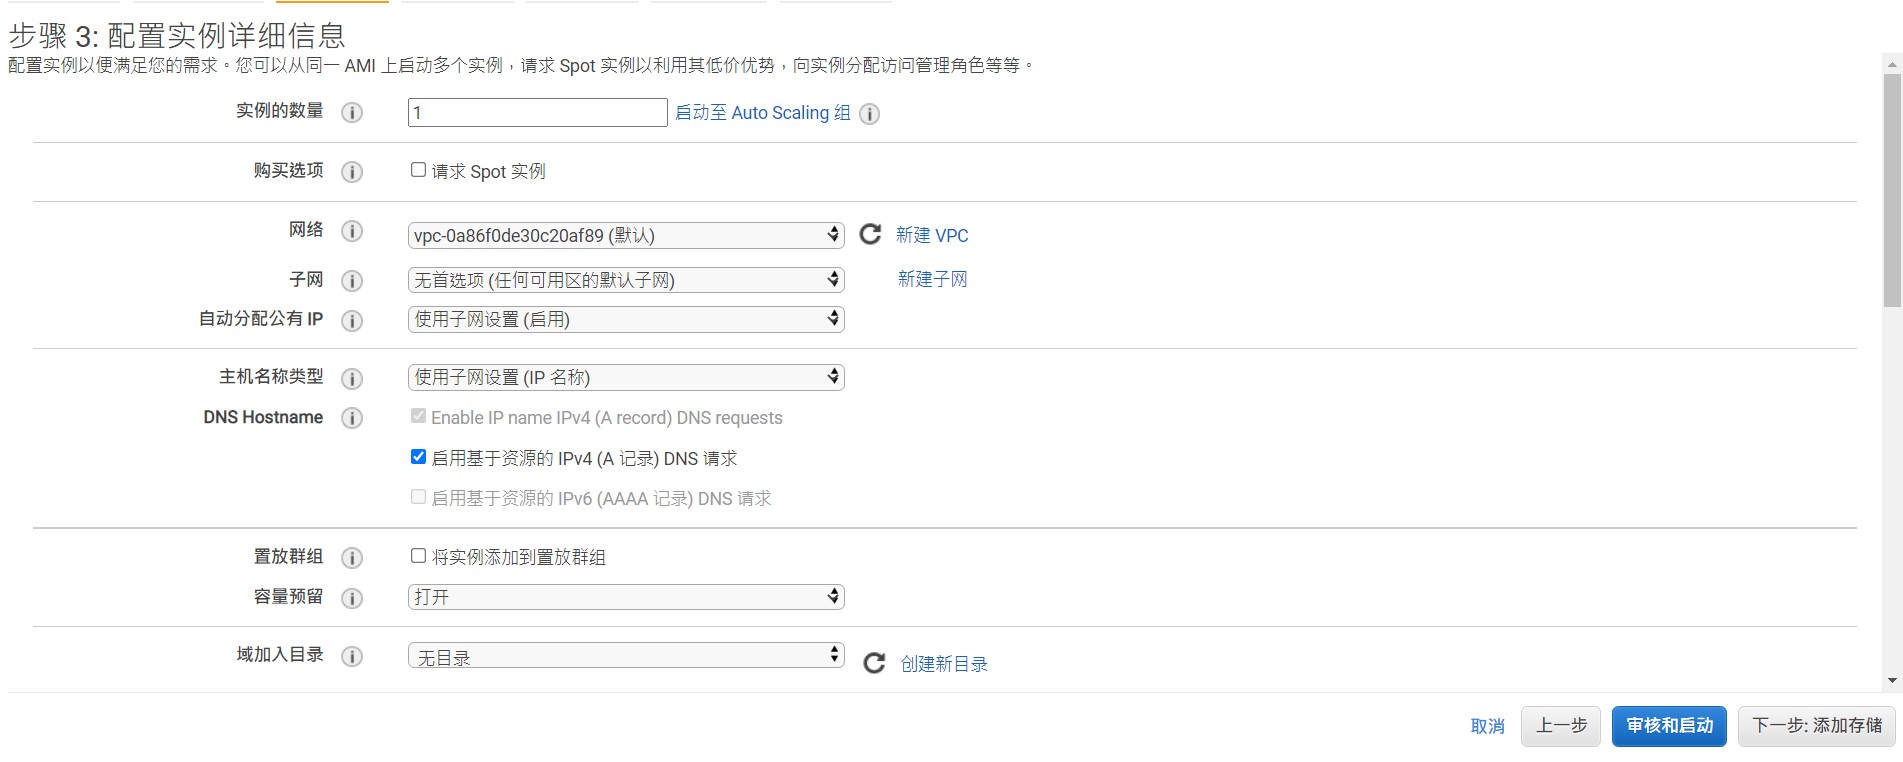 步骤 3: 配置实例详细信息
配置实例以便满足您的需求。您可以从同一 AMI 上启动多个实例，请求 Spot 实例以利用其低价优势，向实例分配访问管理角色等等。
实例的数量 1 启动至 Auto Scaling 组
购买选项 请求 Spot 实例
网络 vpc-0a86f0de30c20af89 (默认) 新建 VPC
子网 无首选项 (任何可用区的默认子网) 新建子网
自动分配公有 IP 使用子网设置 (启用)
主机名称类型 使用子网设置 (IP 名称)
DNS Hostname Enable IP name IPv4 (A record) DNS requests
启用基于资源的 IPv4 (A 记录) DNS 请求
启用基于资源的 IPv6 (AAAA 记录) DNS 请求
置放群组 将实例添加到置放群组
容量预留 打开
域加入目录 无目录 创建新目录
取消 上一步 审核和启动 下一步: 添加存储